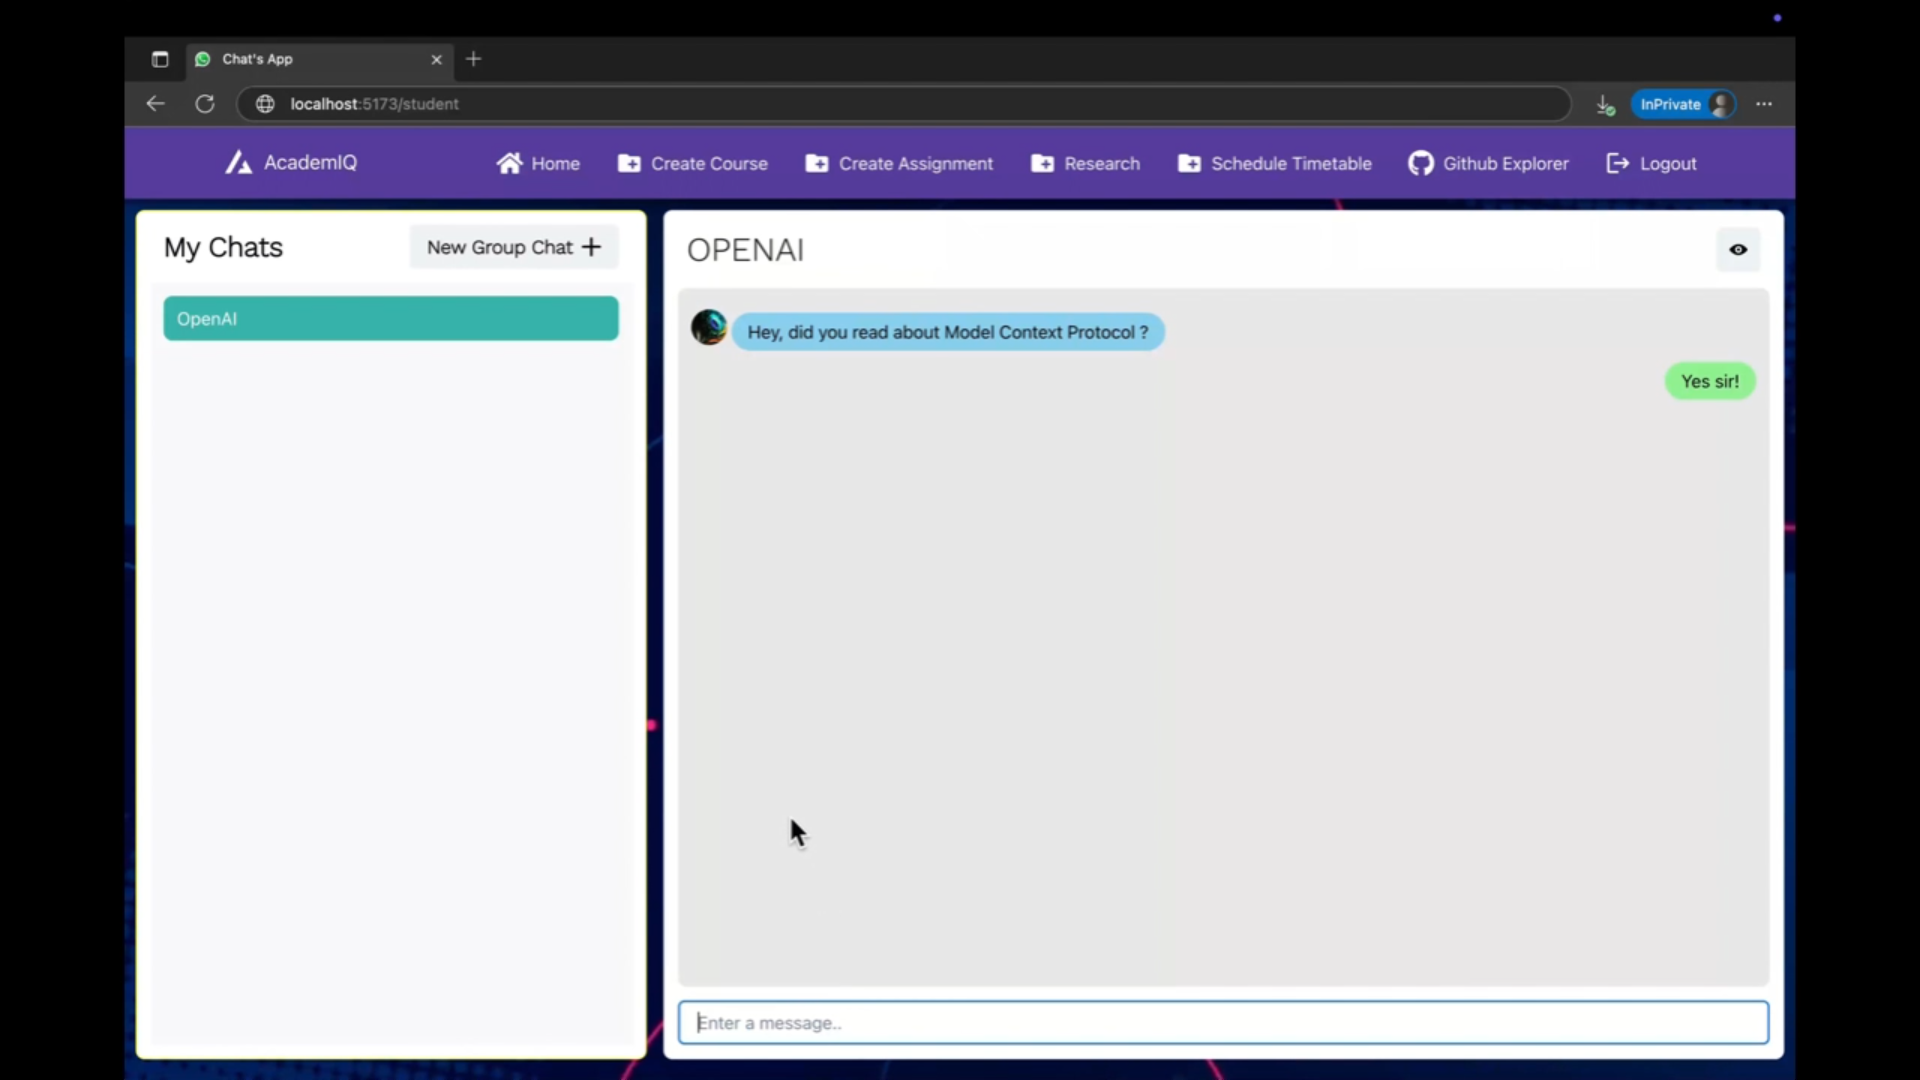 Chat's App
localhost:5173/student
InPrivate
AcademIQ
Home
Create Course
Create Assignment
Research
Schedule Timetable
Github Explorer
Logout
My Chats
New Group Chat
OpenAI
OPENAI
Hey, did you read about Model Context Protocol ?
Yes sir!
Enter a message..